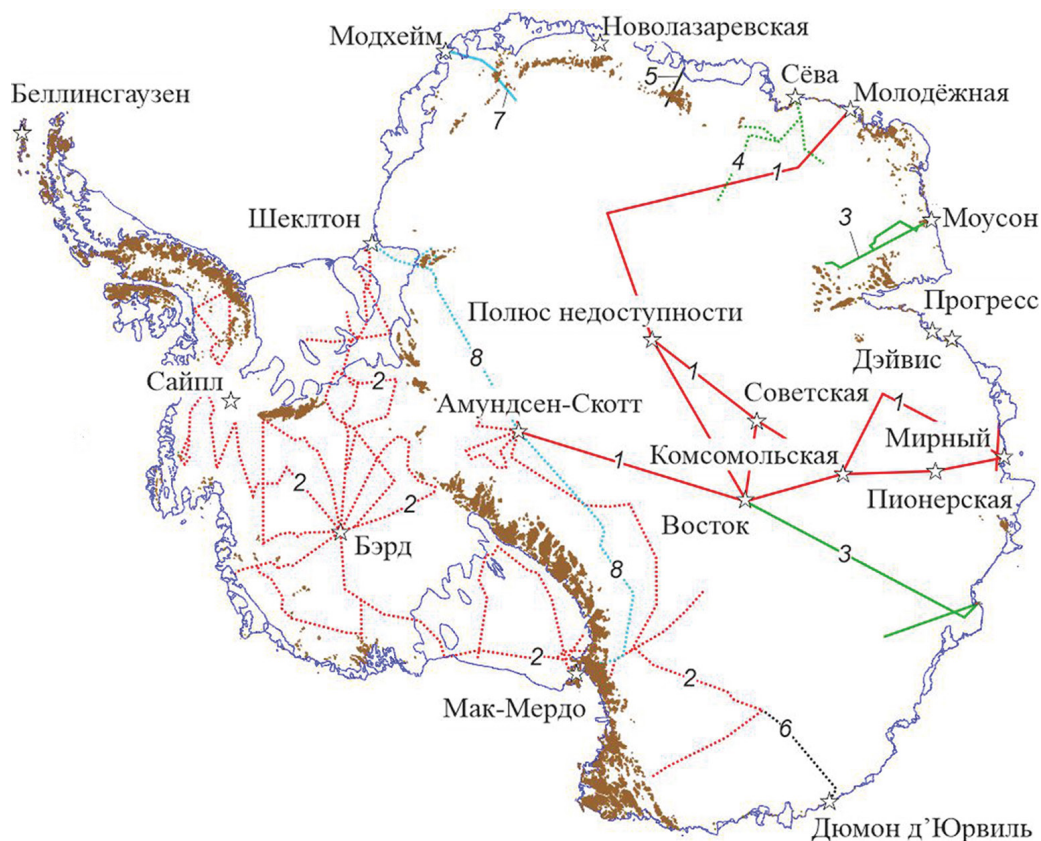 Новолазаревская
Модхейм
Беллинсгаузен
5
Сёва
Молодёжная
7
4
1
Шеклтон
3
Моусон
Полюс недоступности
Прогресс
8
Дэйвис
1
2
Сайпл
Советская
Амундсен-Скотт
1
Мирный
1
Комсомольская
2
2
Восток
Пионерская
Бэрд
3
8
2
2
Мак-Мердо
6
Дюмон д’Юрвиль